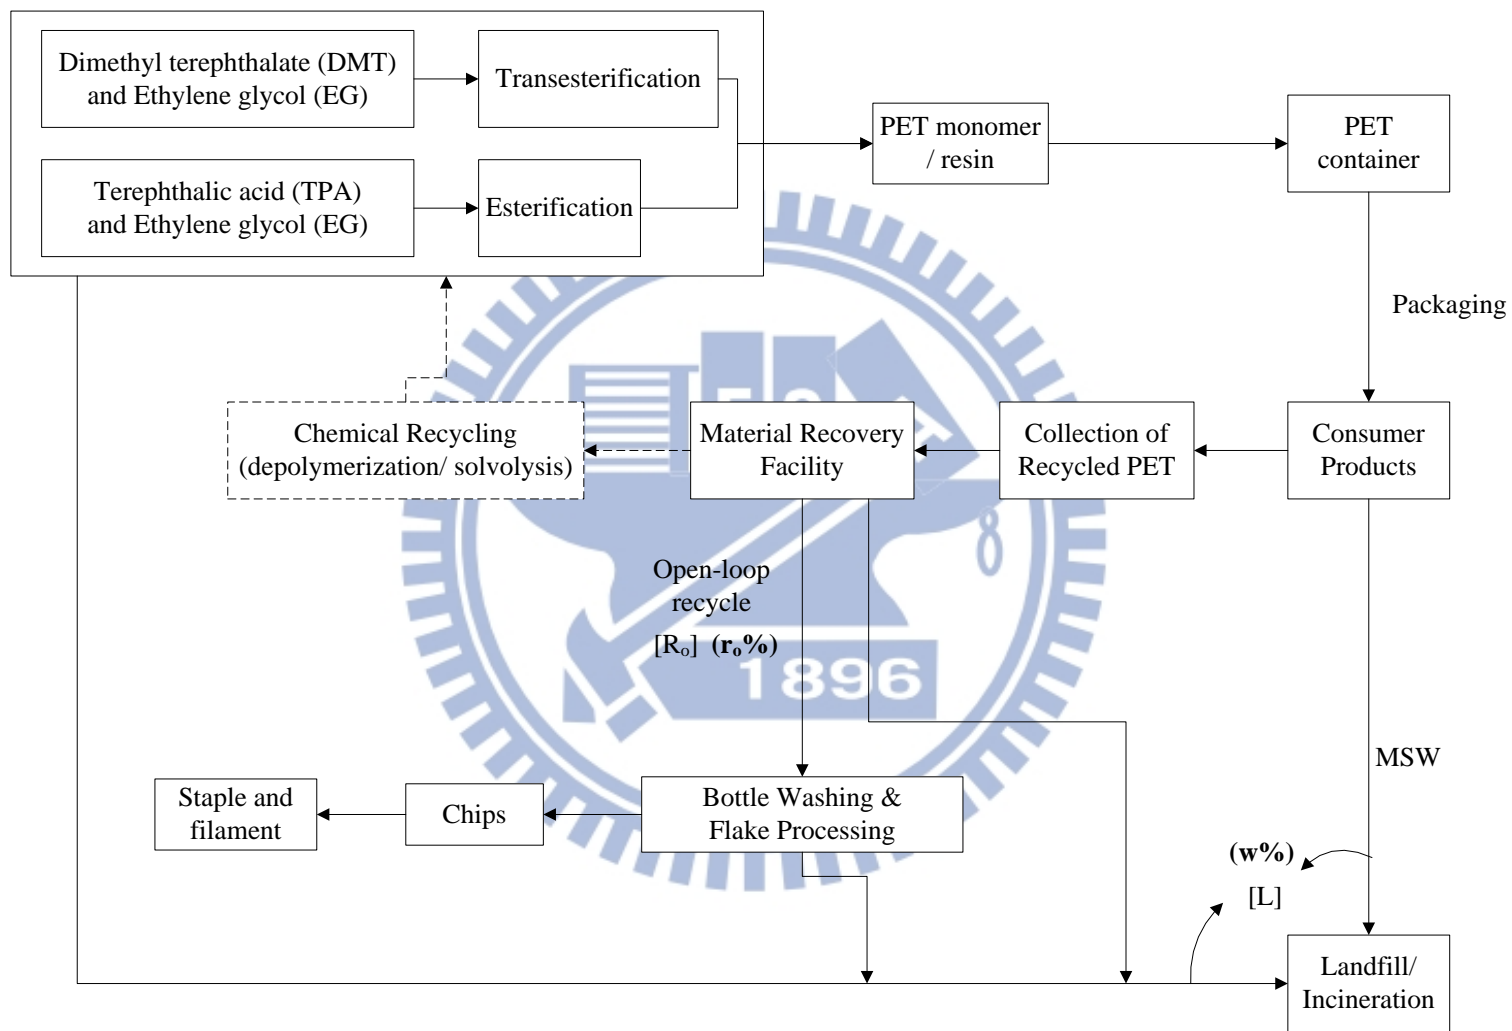 Dimethyl terephthalate (DMT)
and Ethylene glycol (EG)
Transesterification
Terephthalic acid (TPA)
and Ethylene glycol (EG)
Esterification
PET monomer
/ resin
PET
container
Packaging
Chemical Recycling
(depolymerization/ solvolysis)
Material Recovery
Facility
Collection of
Recycled PET
Consumer
Products
Open-loop
recycle
[Rₒ] (rₒ%)
1896
MSW
Staple and
filament
Chips
Bottle Washing &
Flake Processing
(w%)
[L]
Landfill/
Incineration